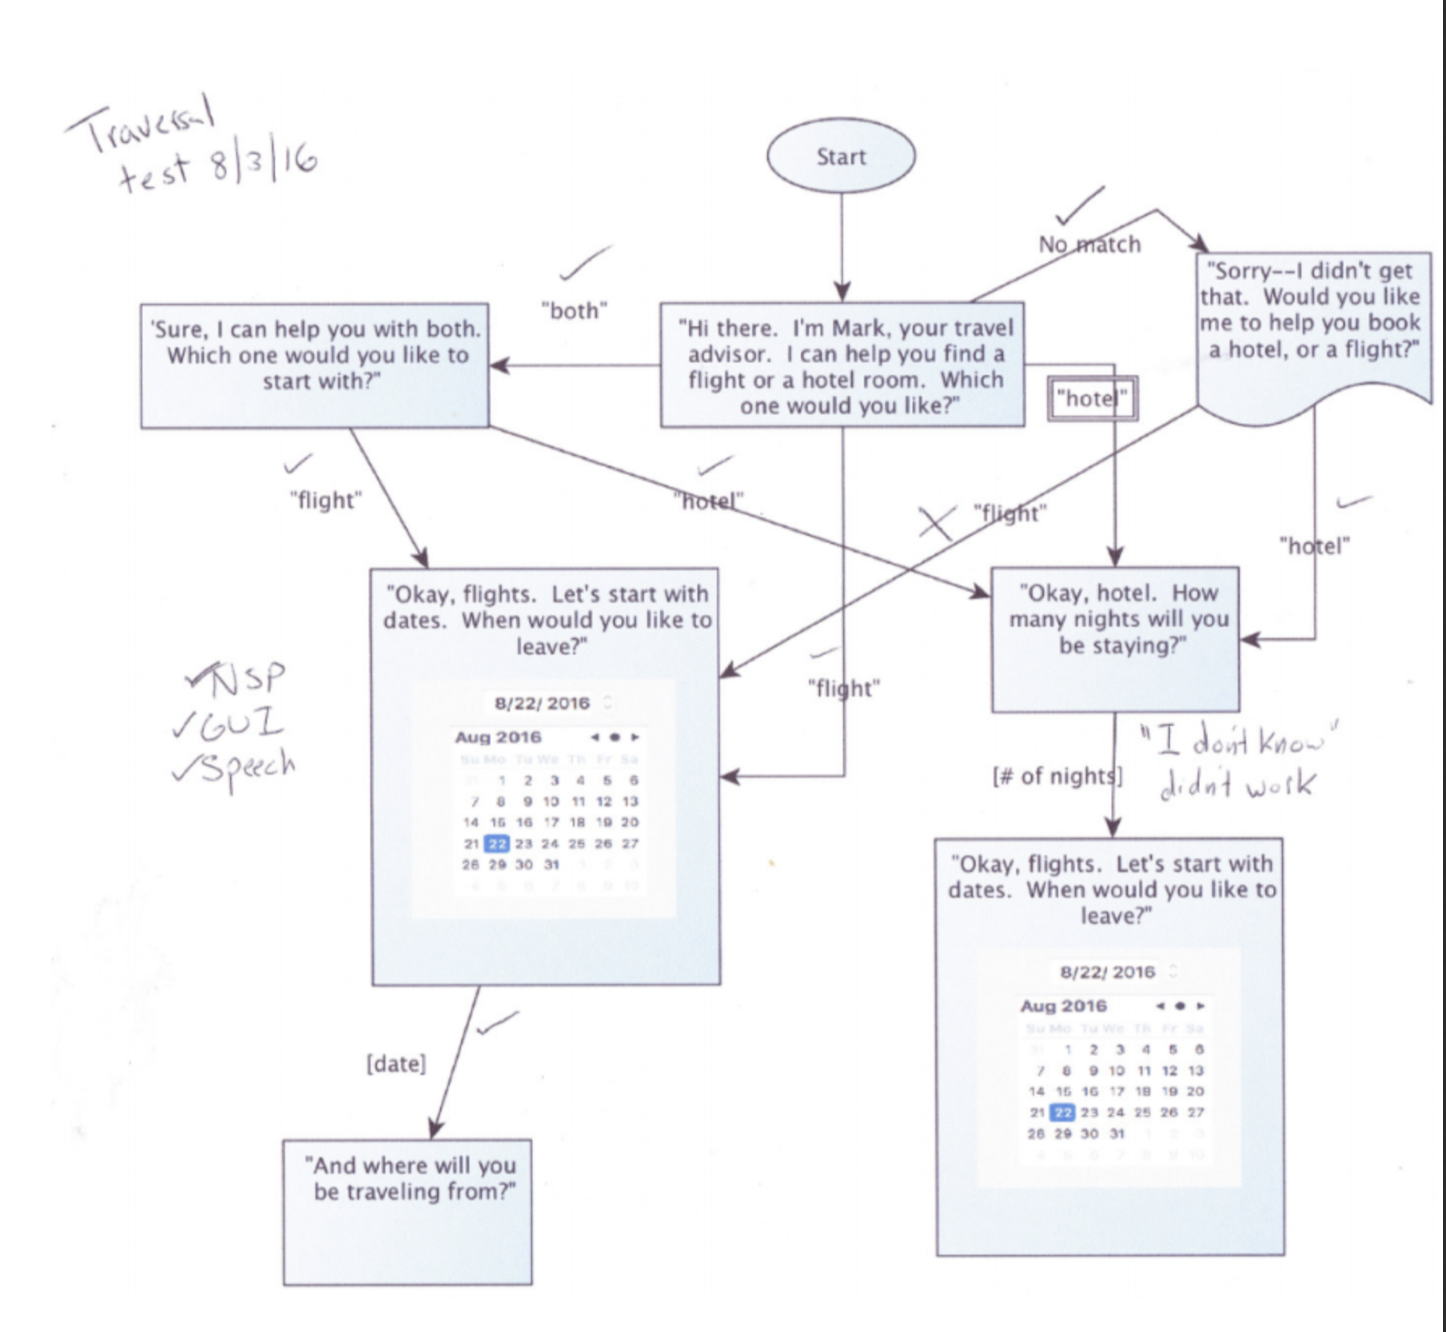 Traversal
test 8/3/16
Start
No match
"both"
'Sure, I can help you with both.
Which one would you like to
start with?"
"Hi there.  I'm Mark, your travel
advisor.  I can help you find a
flight or a hotel room.  Which
one would you like?"
"Sorry--I didn't get
that.  Would you like
me to help you book
a hotel, or a flight?"
"hotel"
"flight"
"hotel"
"flight"
"hotel"
"Okay, flights.  Let's start with
dates.  When would you like to
leave?"
8/22/ 2016
Aug 2016
Su Mo Tu We Th Fr Sa
31 1 2 3 4 5 6
7 8 9 10 11 12 13
14 15 16 17 18 19 20
21 22 23 24 25 26 27
28 29 30 31 1 2 3
4 5 6 7 8 9 10
"Okay, hotel.  How
many nights will you
be staying?"
"flight"
✓NSP
✓GUI
✓Speech
[# of nights]
"I don't know"
didn't work
"Okay, flights.  Let's start with
dates.  When would you like to
leave?"
8/22/ 2016
Aug 2016
Su Mo Tu We Th Fr Sa
31 1 2 3 4 5 6
7 8 9 10 11 12 13
14 15 16 17 18 19 20
21 22 23 24 25 26 27
28 29 30 31 1 2 3
4 5 6 7 8 9 10
[date]
"And where will you
be traveling from?"